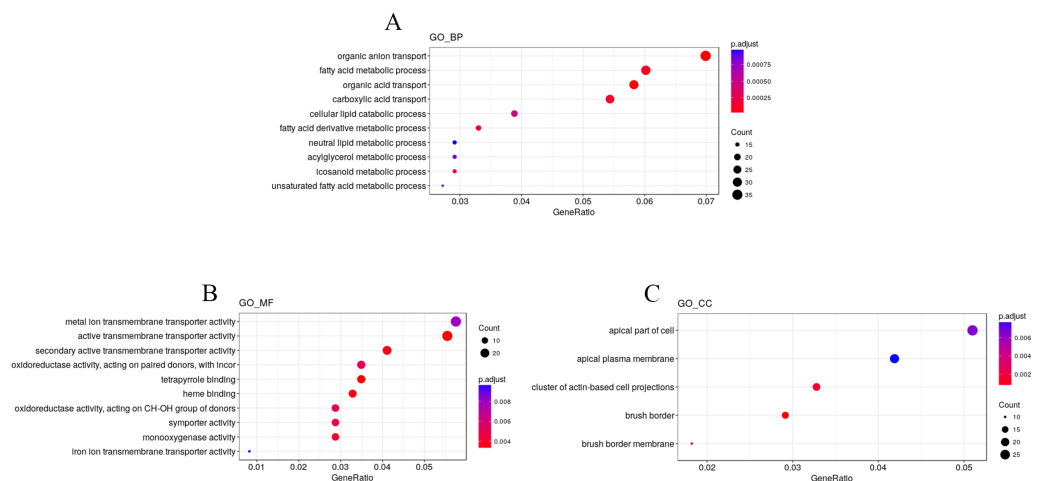 A
GO_BP
organic anion transport
fatty acid metabolic process
organic acid transport
carboxylic acid transport
cellular lipid catabolic process
fatty acid derivative metabolic process
neutral lipid metabolic process
acylglycerol metabolic process
icosanoid metabolic process
unsaturated fatty acid metabolic process
0.03 0.04 0.05 0.06 0.07
GeneRatio
p.adjust
0.00075
0.00050
0.00025
Count
15
20
25
30
35
B
GO_MF
metal ion transmembrane transporter activity
active transmembrane transporter activity
secondary active transmembrane transporter activity
oxidoreductase activity, acting on paired donors, with incor
tetrapyrrole binding
heme binding
oxidoreductase activity, acting on CH-OH group of donors
symporter activity
monooxygenase activity
iron ion transmembrane transporter activity
0.01 0.02 0.03 0.04 0.05
GeneRatio
Count
10
20
p.adjust
0.008
0.004
C
GO_CC
apical part of cell
apical plasma membrane
cluster of actin-based cell projections
brush border
brush border membrane
0.02 0.03 0.04 0.05
GeneRatio
p.adjust
0.006
0.004
0.002
Count
10
15
20
25